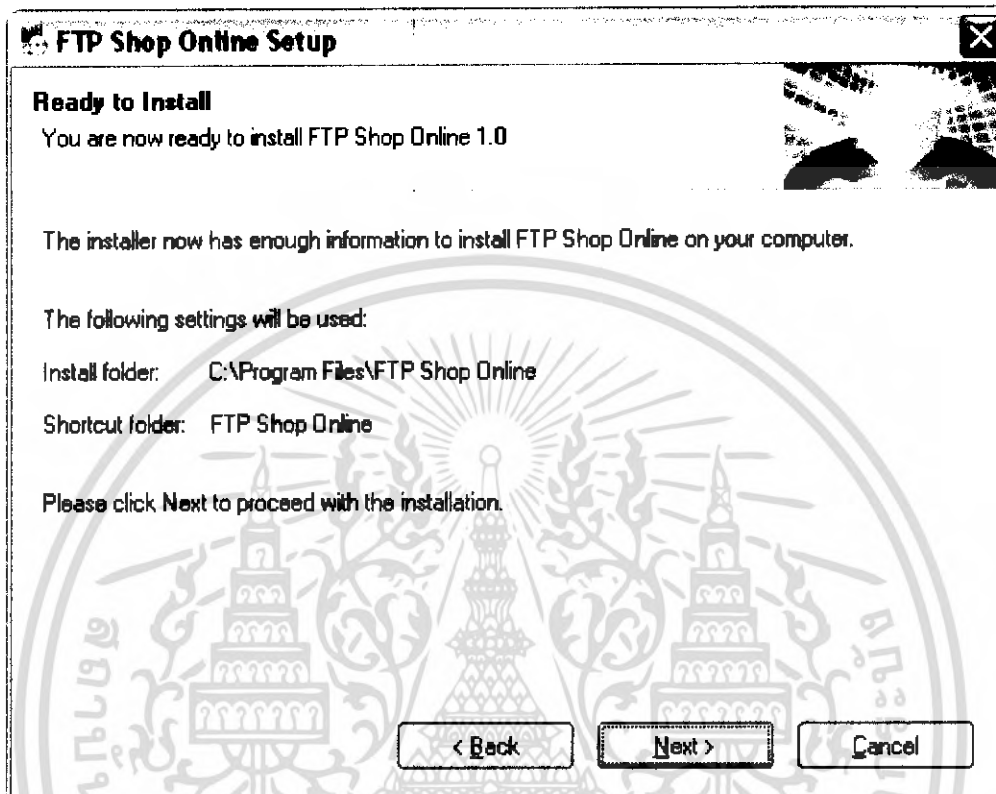 FTP Shop Online Setup
Ready to Install
You are now ready to install FTP Shop Online 1.0
The installer now has enough information to install FTP Shop Online on your computer.
The following settings will be used:
Install folder: C:\Program Files\FTP Shop Online
Shortcut folder: FTP Shop Online
Please click Next to proceed with the installation.
< Back Next > Cancel